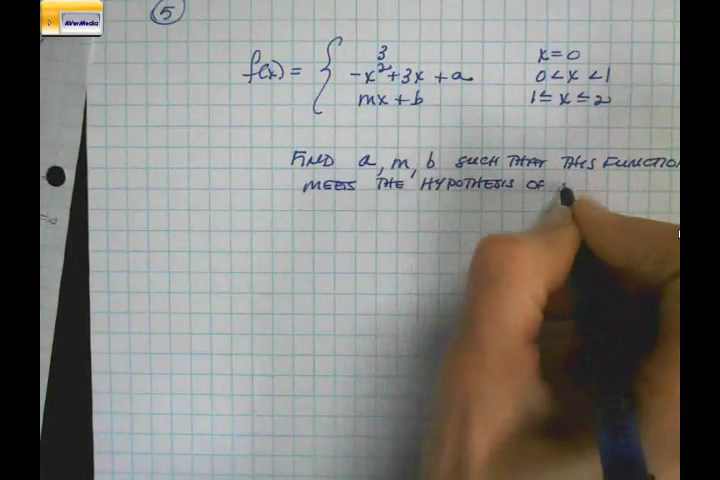 AVerMedia
5
3 x=0
f(x) = { -x²+3x+a 0<x<1
mx+b 1≤x≤2
FIND a, m, b SUCH THAT THIS FUNCTION
MEETS THE HYPOTHESIS OF